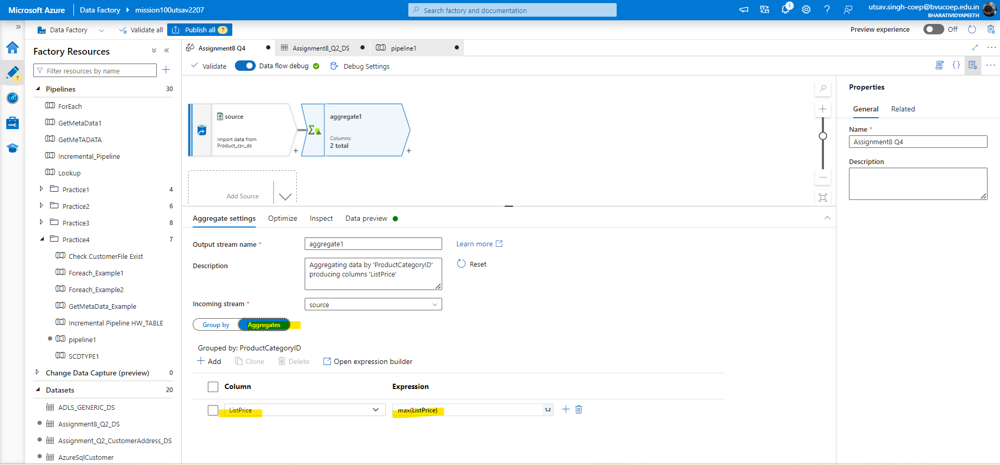 Microsoft Azure
Data Factory
mission100utsav2207
Search factory and documentation
5
utsav.singh-coep@bvucoep.edu.in
BHARATIVIDYAPEETH
Data Factory
Validate all
Publish all 7
Preview experience
Off
7
Factory Resources
Filter resources by name
Pipelines 30
ForEach
GetMetaData1
GetMeTADATA
Incremental_Pipeline
Lookup
Practice1 4
Practice2 6
Practice3 8
Practice4 7
Check CustomerFile Exist
Foreach_Example1
Foreach_Example2
GetMetaData_Example
Incremental Pipeline HW_TABLE
pipeline1
SCDTYPE1
Change Data Capture (preview) 0
Datasets 20
ADLS_GENERIC_DS
Assignment8_Q2_DS
Assignment_Q2_CustomerAddress_DS
AzureSqlCustomer
Assignment8 Q4
Assignment8_Q2_DS
pipeline1
Validate
Data flow debug
Debug Settings
source
Import data from
Product_csv_ds
+
aggregate1
Columns:
2 total
+
Add Source
Aggregate settings
Optimize
Inspect
Data preview
Output stream name *
aggregate1
Learn more
Description
Aggregating data by 'ProductCategoryID'
producing columns 'ListPrice'
Reset
Incoming stream *
source
Group by
Aggregates
Grouped by: ProductCategoryID
Add
Clone
Delete
Open expression builder
Column
Expression
ListPrice
max(ListPrice)
1.2
Properties
General
Related
Name *
Assignment8 Q4
Description